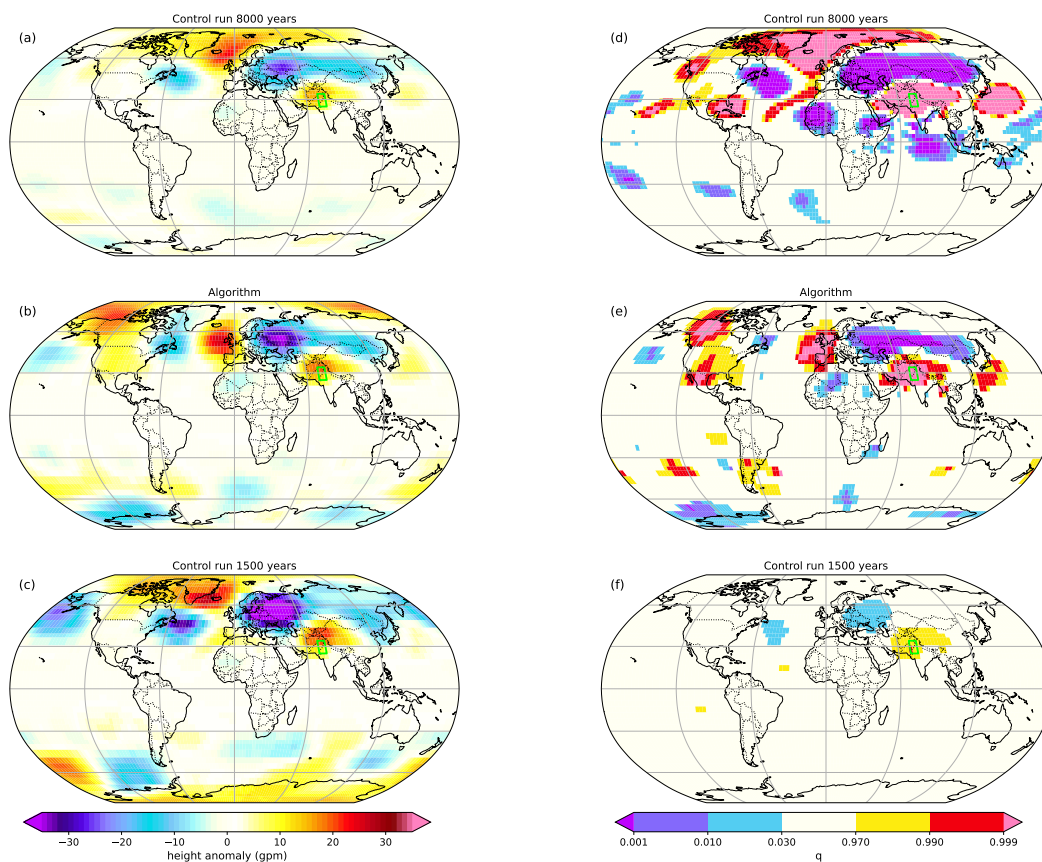 Control run 8000 years
(a)
Control run 8000 years
(d)
Algorithm
(b)
Algorithm
(e)
Control run 1500 years
(c)
Control run 1500 years
(f)
−30 −20 −10 0 10 20 30
height anomaly (gpm)
0.001 0.010 0.030 0.970 0.990 0.999
q